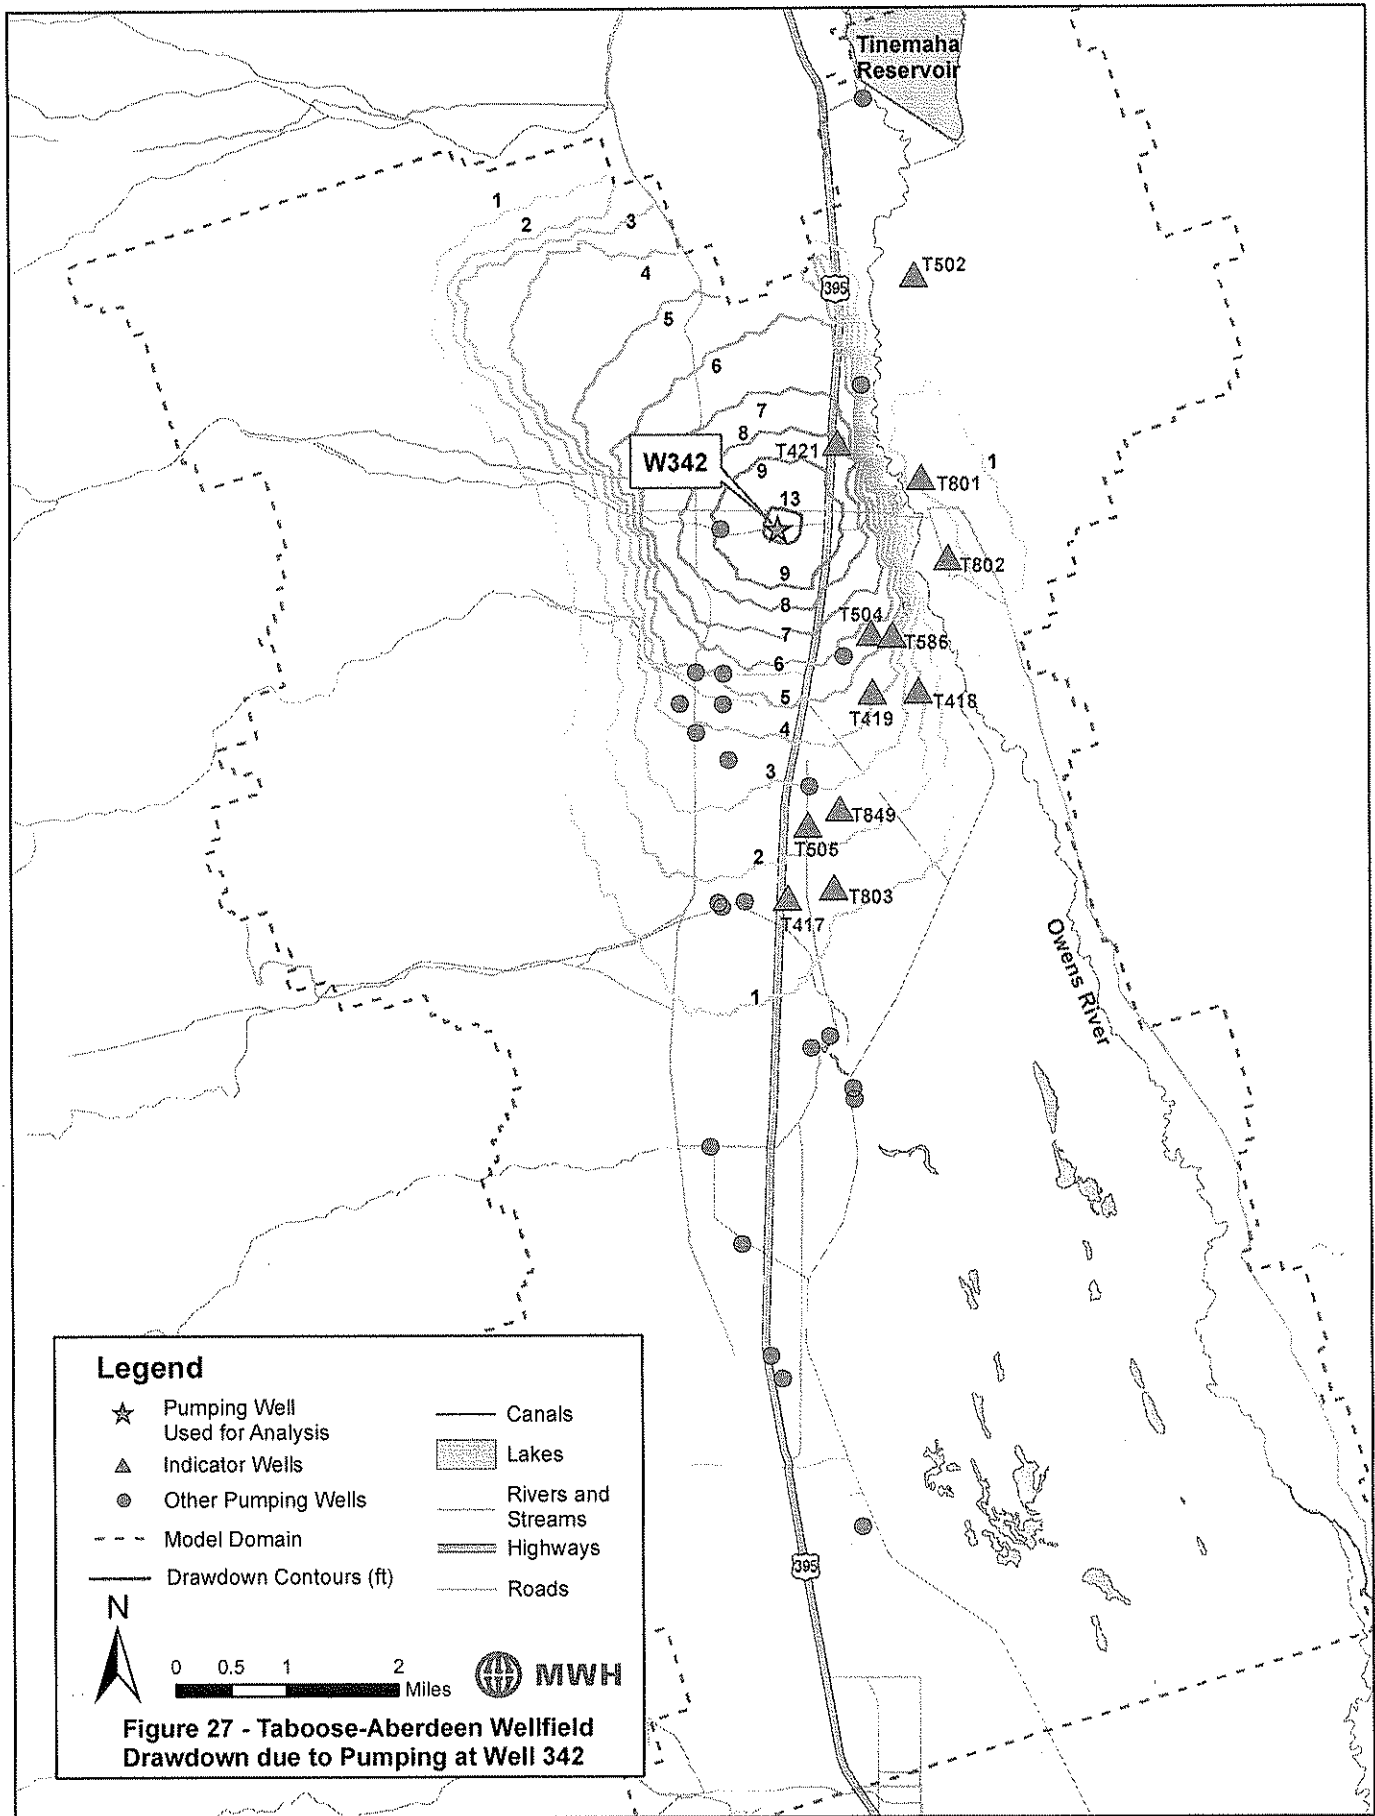 Tinemaha
Reservoir
1
2
3
4
T502
395
5
6
7
8
T421
W342
9
1
T801
13
T802
9
8
T504
7
T586
6
5
T419
T418
4
3
T849
T505
2
T803
T417
Owens River
1
Legend
Pumping Well
Used for Analysis
Indicator Wells
Other Pumping Wells
Model Domain
Drawdown Contours (ft)
Canals
Lakes
Rivers and
Streams
Highways
Roads
N
0 0.5 1 2
Miles
MWH
395
Figure 27 - Taboose-Aberdeen Wellfield
Drawdown due to Pumping at Well 342